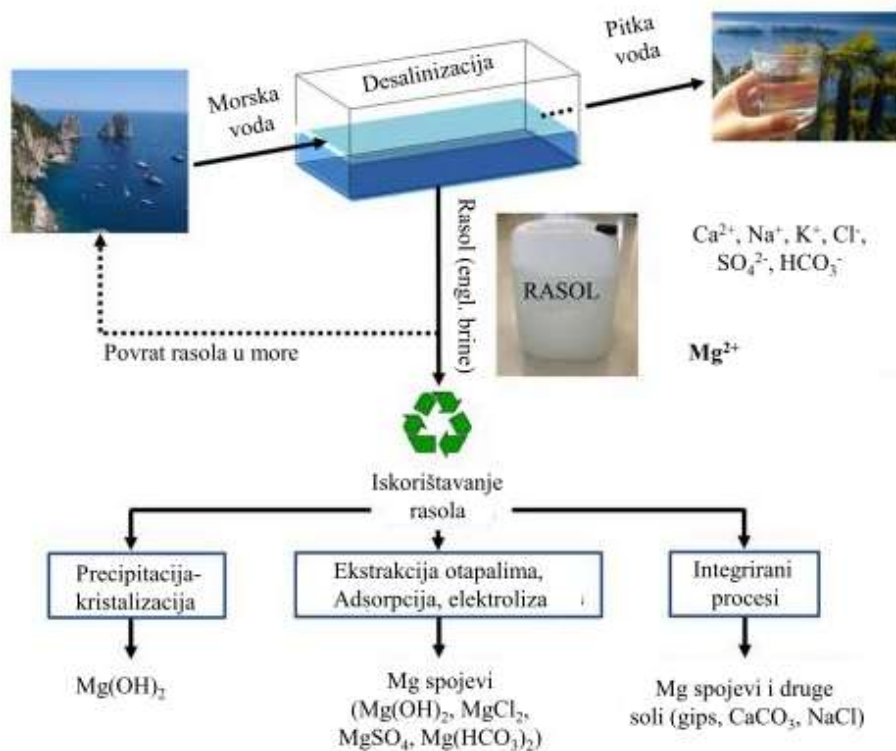 Morska
voda
Desalinizacija
Pitka
voda
Rasol (engl. brine)
RASOL
Ca²⁺, Na⁺, K⁺, Cl⁻,
SO₄²⁻, HCO₃⁻
Mg²⁺
Povrat rasola u more
Iskorištavanje
rasola
Precipitacija-
kristalizacija
Ekstrakcija otapalima,
Adsorpcija, elektroliza
Integrirani
procesi
Mg(OH)₂
Mg spojevi
(Mg(OH)₂, MgCl₂,
MgSO₄, Mg(HCO₃)₂)
Mg spojevi i druge
soli (gips, CaCO₃, NaCl)